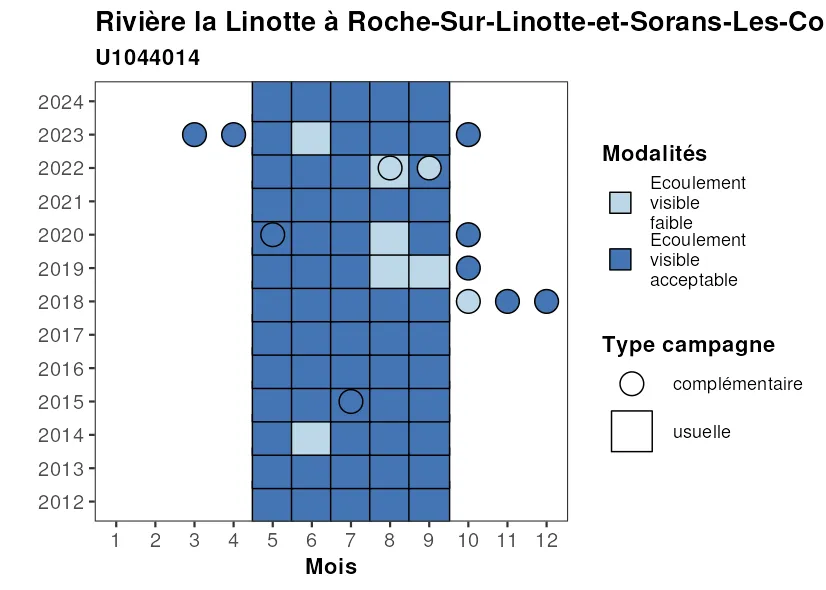 Rivière la Linotte à Roche-Sur-Linotte-et-Sorans-Les-Co
U1044014
2024
2023
2022
2021
2020
2019
2018
2017
2016
2015
2014
2013
2012
1 2 3 4 5 6 7 8 9 10 11 12
Mois
Modalités
Ecoulement
visible
faible
Ecoulement
visible
acceptable
Type campagne
complémentaire
usuelle